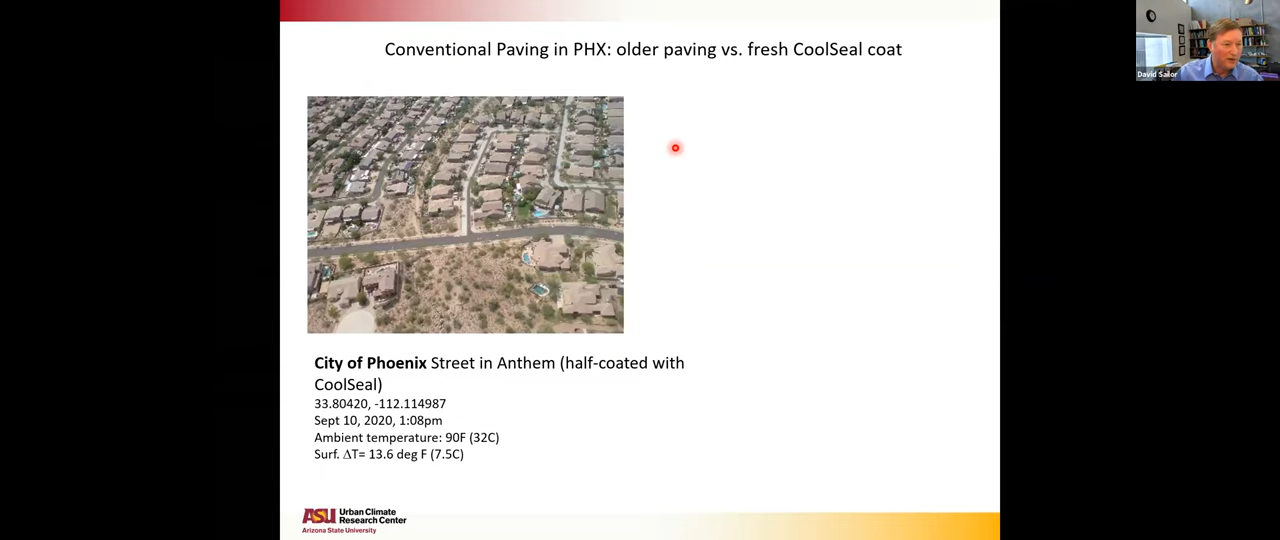 Conventional Paving in PHX: older paving vs. fresh CoolSeal coat
David Sailor
City of Phoenix Street in Anthem (half-coated with
CoolSeal)
33.80420, -112.114987
Sept 10, 2020, 1:08pm
Ambient temperature: 90F (32C)
Surf. ΔT= 13.6 deg F (7.5C)
ASU Urban Climate
Research Center
Arizona State University